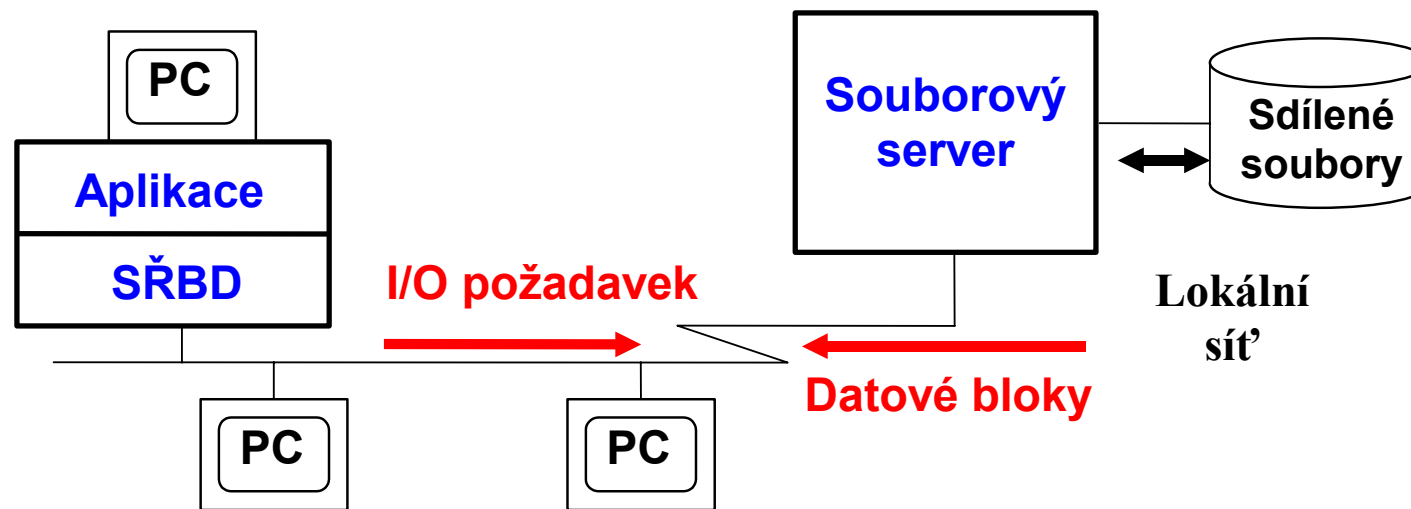 PC
Aplikace
SŘBD
I/O požadavek
Souborový
server
Sdílené
soubory
Lokální
síť
Datové bloky
PC
PC